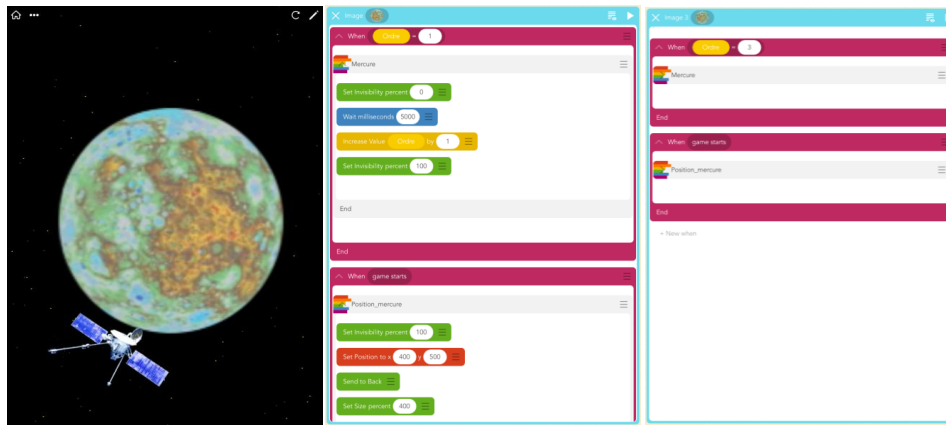 Image
When Ordre = 1
Mercure
Set Invisibility percent 0
Wait milliseconds 5000
Increase Value Ordre by 1
Set Invisibility percent 100
End
End
When game starts
Position_mercure
Set Invisibility percent 100
Set Position to x 400 y 500
Send to Back
Set Size percent 400
Image 3
When Ordre = 3
Mercure
End
When game starts
Position_mercure
End
+ New when